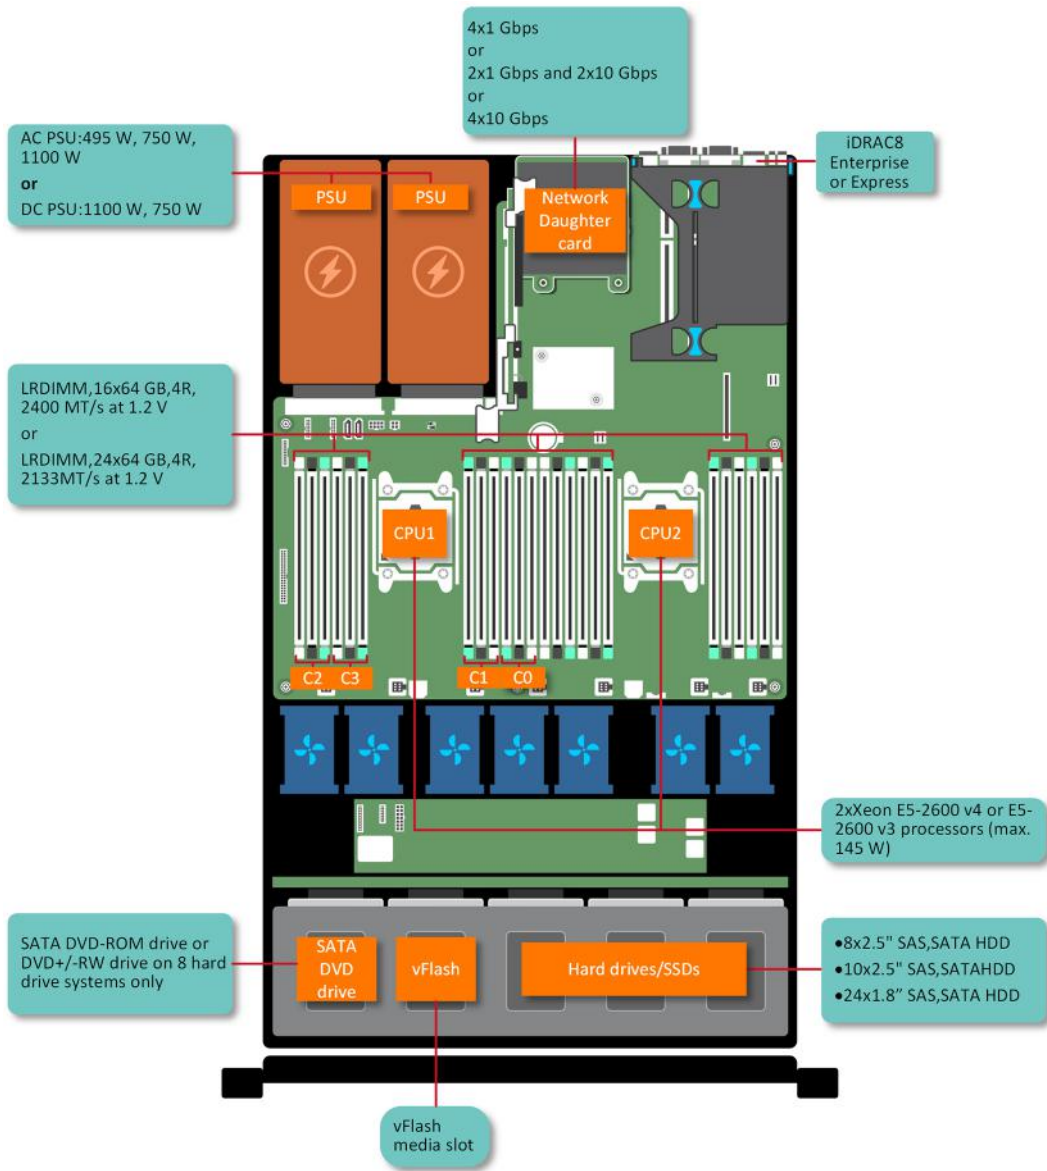 4x1 Gbps
or
2x1 Gbps and 2x10 Gbps
or
4x10 Gbps
AC PSU:495 W, 750 W,
1100 W
or
DC PSU:1100 W, 750 W
iDRAC8
Enterprise
or Express
PSU
PSU
Network
Daughter
card
LRDIMM,16x64 GB,4R,
2400 MT/s at 1.2 V
or
LRDIMM,24x64 GB,4R,
2133MT/s at 1.2 V
CPU1
CPU2
C2
C3
C1
C0
2xXeon E5-2600 v4 or E5-
2600 v3 processors (max.
145 W)
SATA DVD-ROM drive or
DVD+/-RW drive on 8 hard
drive systems only
SATA
DVD
drive
vFlash
Hard drives/SSDs
•8x2.5" SAS,SATA HDD
•10x2.5" SAS,SATAHDD
•24x1.8” SAS,SATA HDD
vFlash
media slot